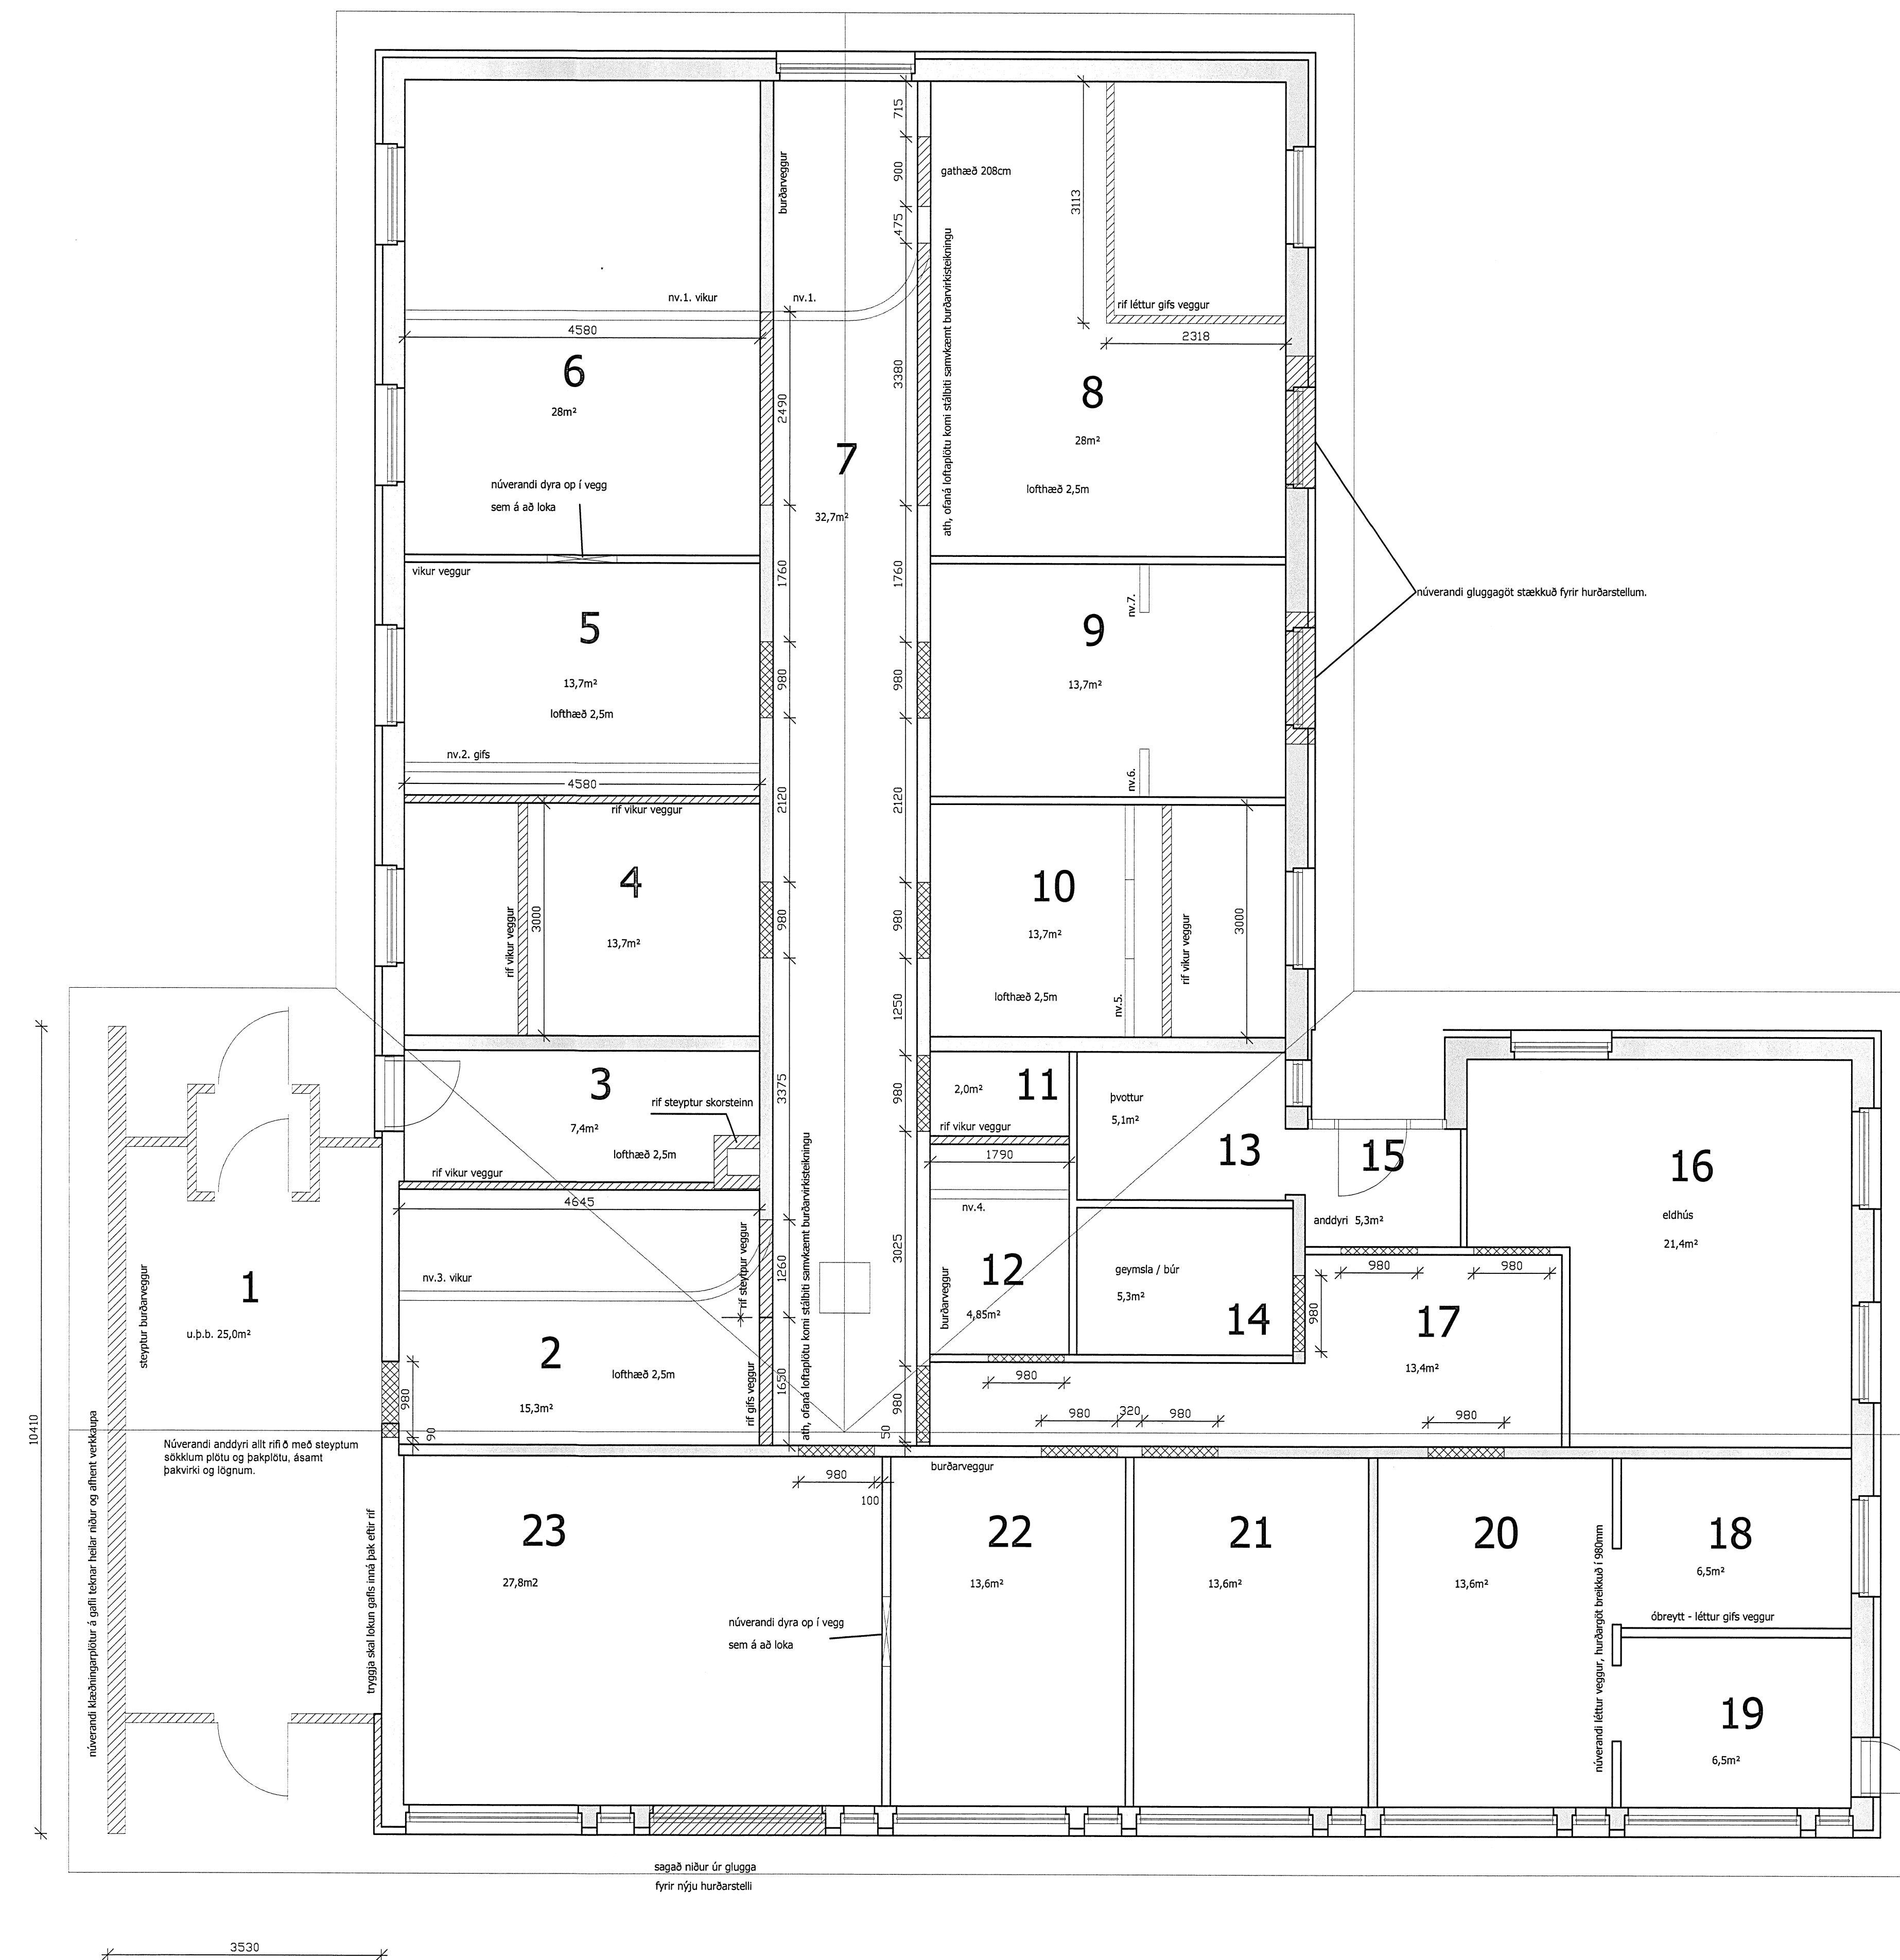 715
burðarveggur
900
gathæð 208cm
475
3113
nv.1. vikur
nv.1.
rif léttur gifs veggur
4580
2318
6
28m²
2490
3380
ath, ofaná loftaplötu komi stálbiti samvkæmt burðarvirkisteikningu
8
28m²
7
32,7m²
núverandi dyra op í vegg
sem á að loka
lofthæð 2,5m
vikur veggur
1760
1760
nv.7.
núverandi gluggagöt stækkuð fyrir hurðarstellum.
5
13,7m²
lofthæð 2,5m
980
980
9
13,7m²
nv.2. gifs
4580
nv.6.
rif vikur veggur
2120
2120
4
13,7m²
rif vikur veggur
3000
980
980
10
13,7m²
lofthæð 2,5m
nv.5.
rif vikur veggur
3000
1250
3
7,4m²
lofthæð 2,5m
rif steyptur skorsteinn
3375
980
2,0m²
11
rif vikur veggur
þvottur
5,1m²
13
15
anddyri 5,3m²
16
eldhús
21,4m²
rif vikur veggur
4645
1790
nv.4.
nv.3. vikur
rif steytpur veggur
1260
ath, ofaná loftaplötu komi stálbiti samvkæmt burðarvirkisteikningu
3025
burðarveggur
12
4,85m²
geymsla / búr
5,3m²
14
980
980
980
17
13,4m²
1
u.þ.b. 25,0m²
steyptur burðarveggur
2
15,3m²
lofthæð 2,5m
rif gifs veggur
1650
980
50
980
90
980
980
320
980
980
10410
núverandi klæðningarplötur á gafli teknar heilar niður og afhent verkkaupa
Núverandi anddyri allt rifið með steyptum
sökklum plötu og þakplötu, ásamt
þakvirki og lögnum.
tryggja skal lokun gafls inná þak eftir rif
burðarveggur
980
100
23
27,8m2
22
13,6m²
21
13,6m²
20
13,6m²
núverandi léttur veggur, hurðargöt breikkuð í 980mm
18
6,5m²
óbreytt - léttur gifs veggur
19
6,5m²
núverandi dyra op í vegg
sem á að loka
sagað niður úr glugga
fyrir nýju hurðarstelli
3530